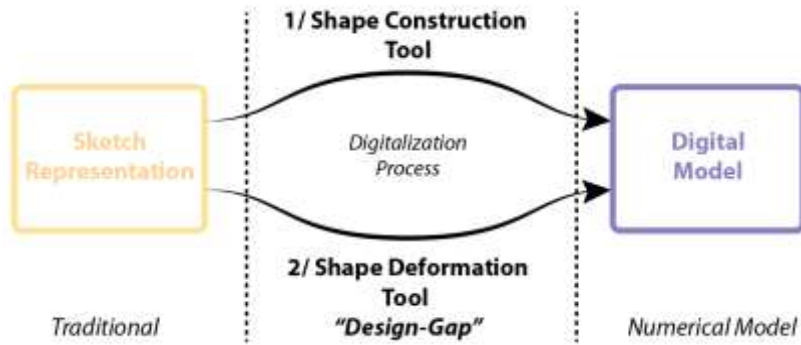 1/ Shape Construction
Tool
Sketch
Representation
Digitalization
Process
Digital
Model
2/ Shape Deformation
Tool
Traditional
“Design-Gap”
Numerical Model